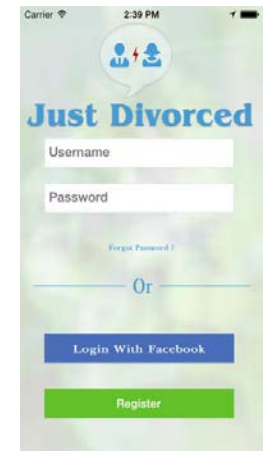 Carrier 2:39 PM
Just Divorced
Username
Password
Forgot Password ?
Or
Login With Facebook
Register